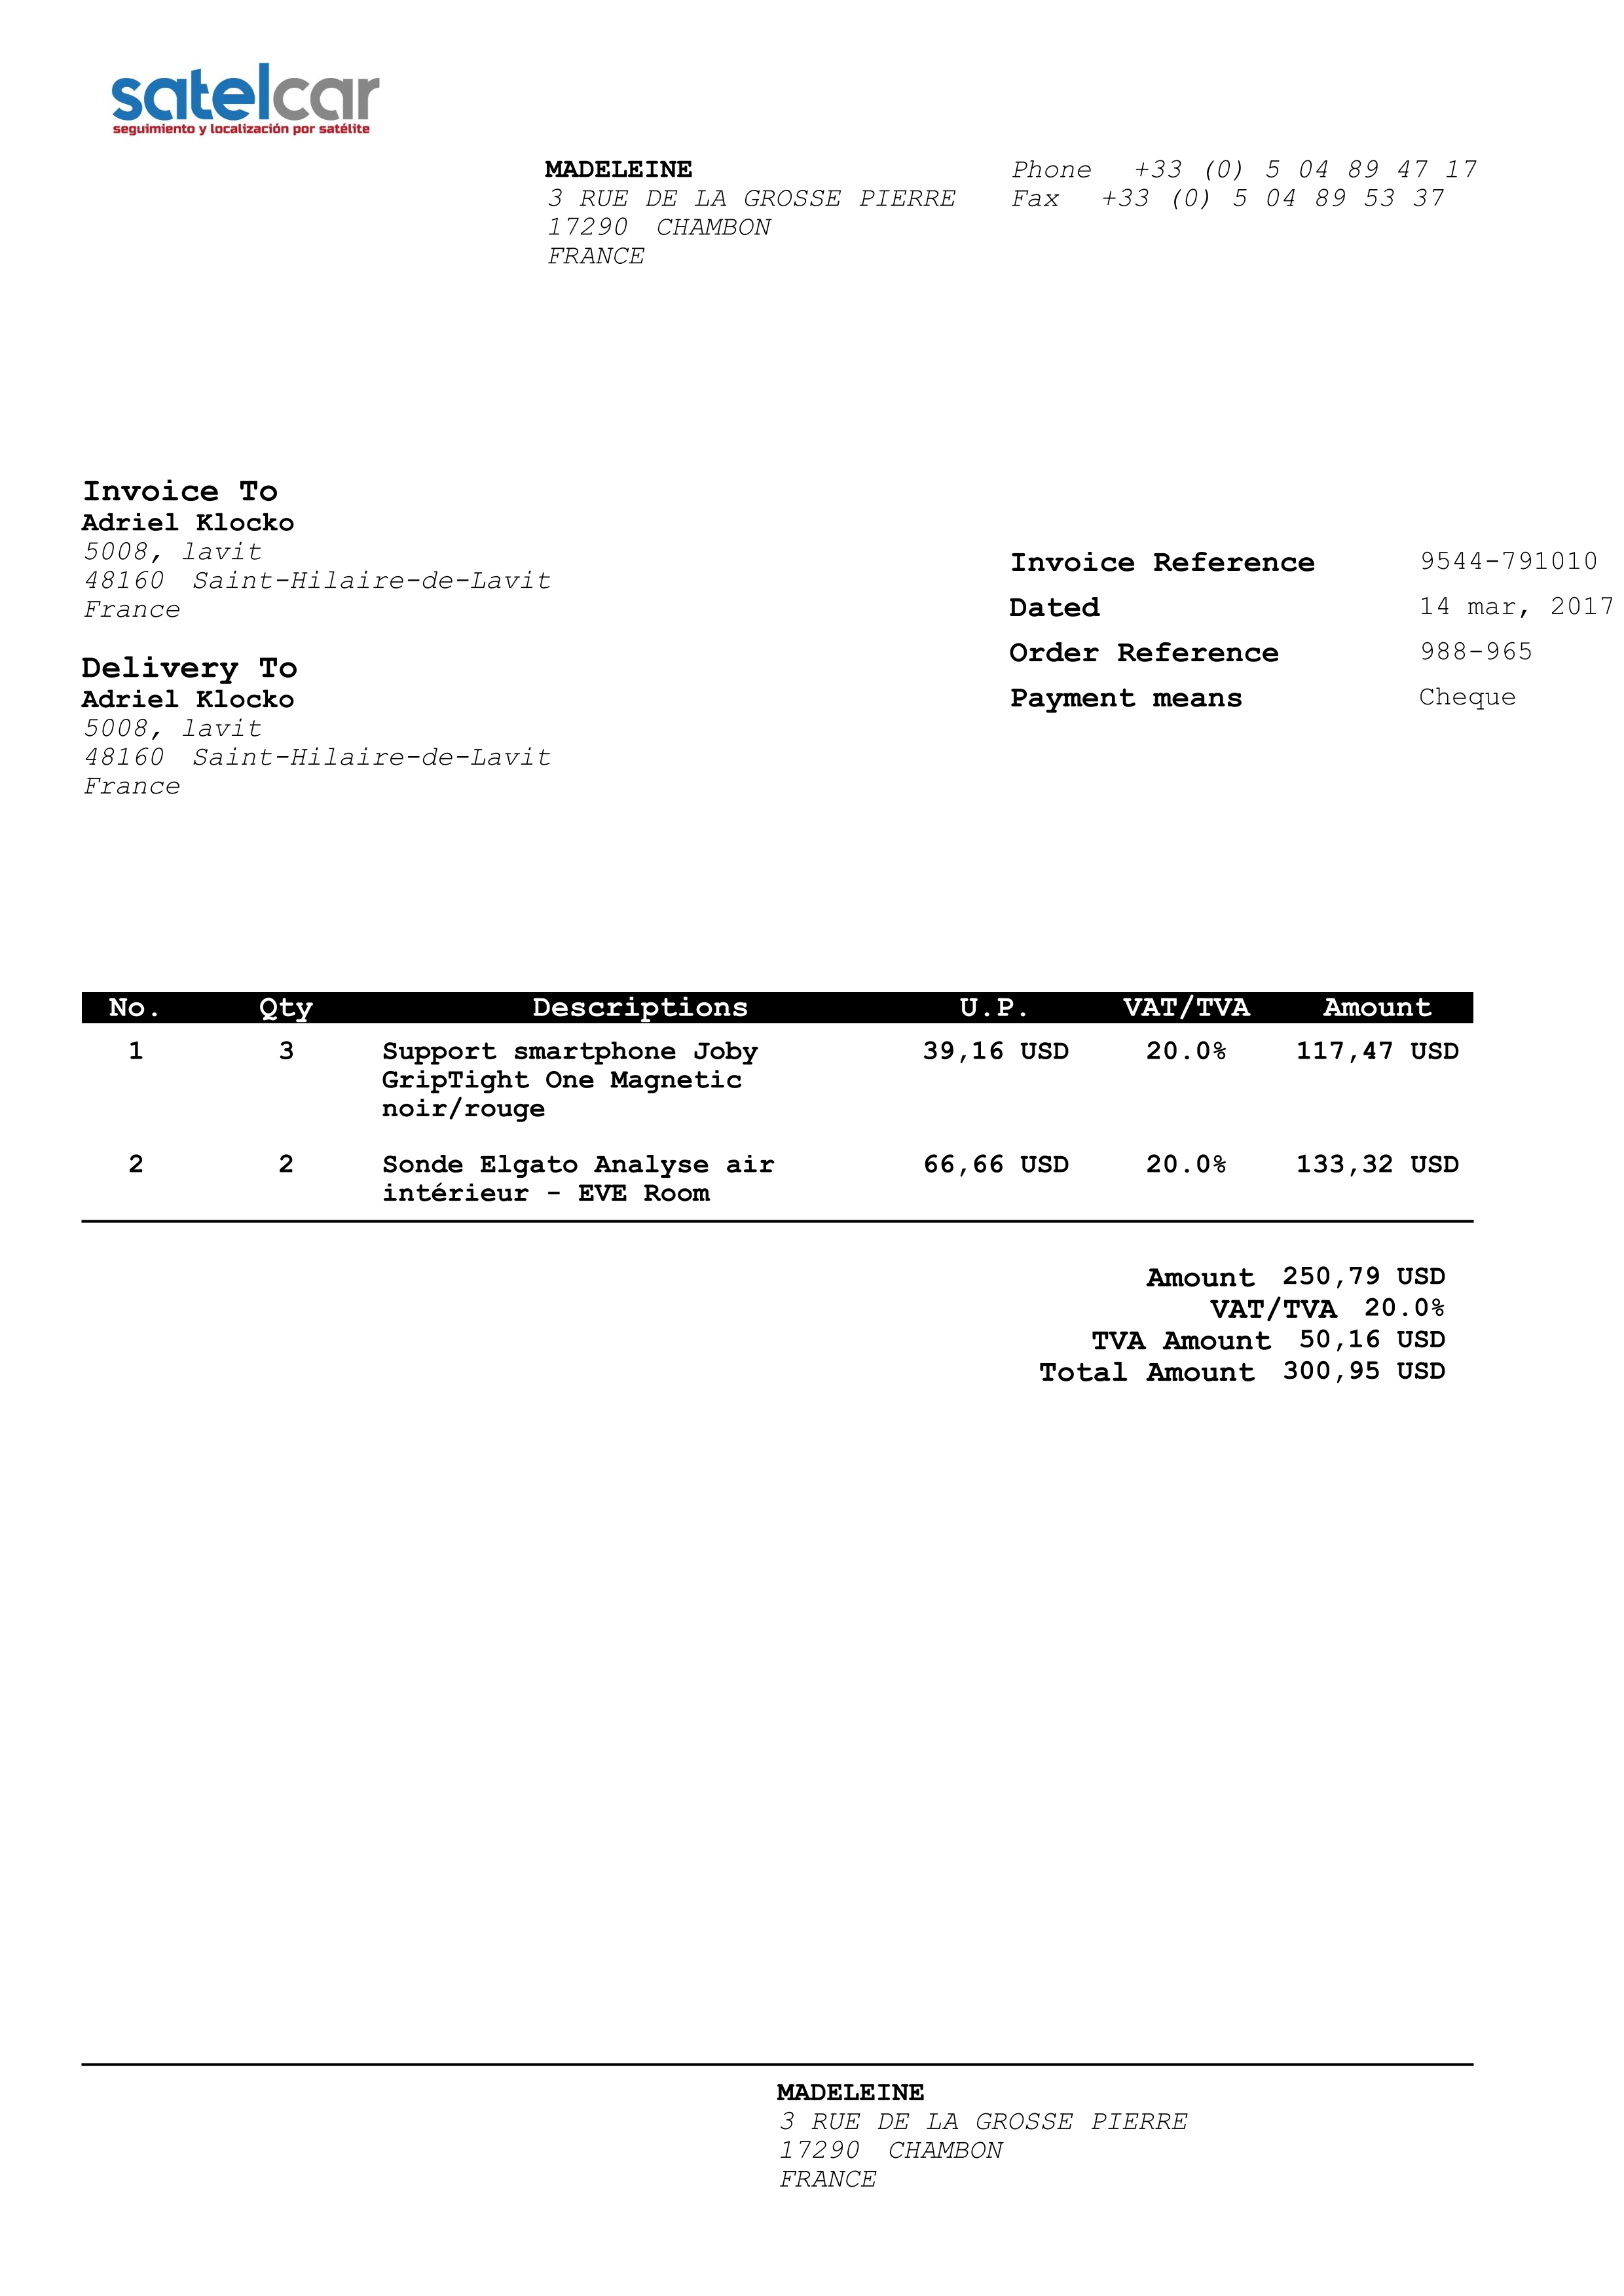 satelcar
seguimiento y localización por satélite
MADELEINE
3 RUE DE LA GROSSE PIERRE
17290 CHAMBON
FRANCE
Phone +33 (0) 5 04 89 47 17
Fax +33 (0) 5 04 89 53 37
Invoice To
Adriel Klocko
5008, lavit
48160 Saint-Hilaire-de-Lavit
France
Delivery To
Adriel Klocko
5008, lavit
48160 Saint-Hilaire-de-Lavit
France
Invoice Reference 9544-791010
Dated 14 mar, 2017
Order Reference 988-965
Payment means Cheque
No. Qty Descriptions U.P. VAT/TVA Amount
1 3 Support smartphone Joby 39,16 USD 20.0% 117,47 USD
GripTight One Magnetic
noir/rouge
2 2 Sonde Elgato Analyse air 66,66 USD 20.0% 133,32 USD
intérieur - EVE Room
Amount 250,79 USD
VAT/TVA 20.0%
TVA Amount 50,16 USD
Total Amount 300,95 USD
MADELEINE
3 RUE DE LA GROSSE PIERRE
17290 CHAMBON
FRANCE